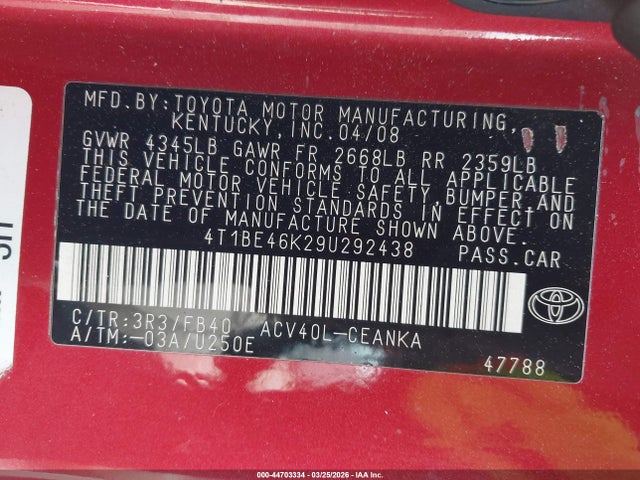 MFD.BY:TOYOTA MOTOR MANUFACTURING,
KENTUCKY,INC.04/08
GVWR 4345LB GAWR FR 2668LB RR 2359LB
THIS VEHICLE CONFORMS TO ALL APPLICABLE
FEDERAL MOTOR VEHICLE SAFETY,BUMPER,AND
THEFT PREVENTION STANDARDS IN EFFECT ON
THE DATE OF MANUFACTURE SHOWN ABOVE.
4T1BE46K29U292438 PASS.CAR
C/TR:3R3/FB40 ACV40L-CEANKA
A/TM:-03A/U250E
47788
000-44703334 - 03/25/2026 - IAA Inc.